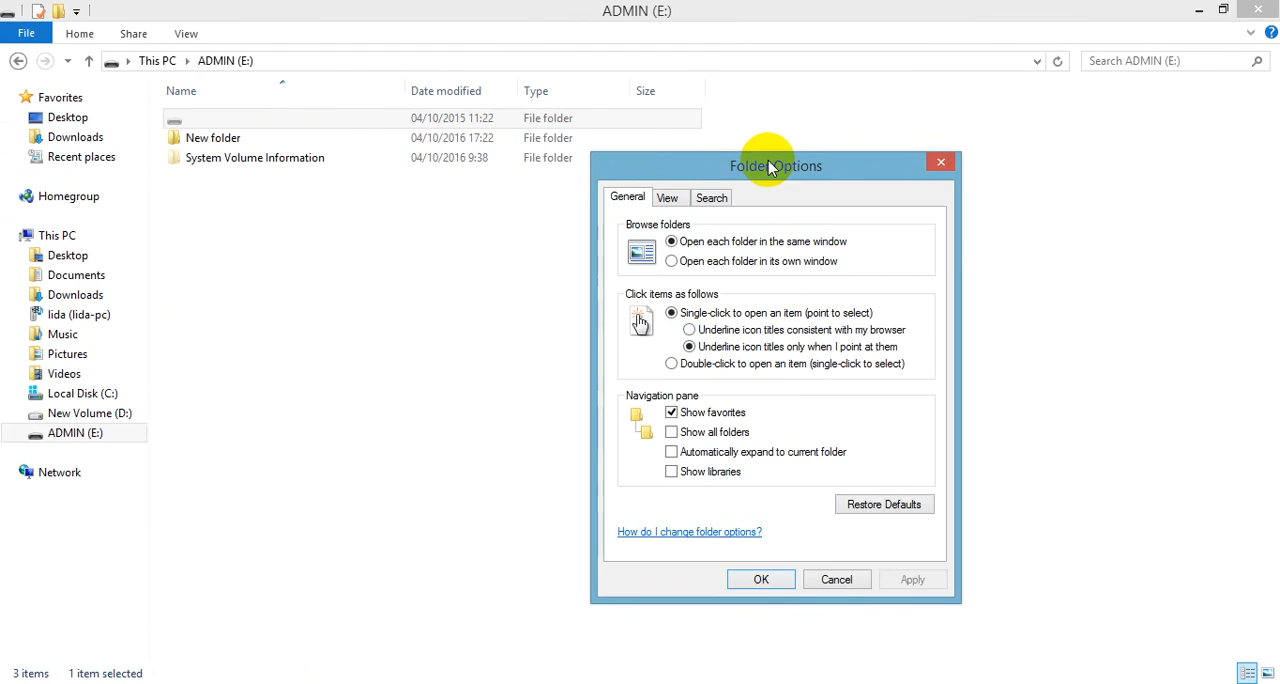 ADMIN (E:)
File
Home
Share
View
This PC
ADMIN (E:)
Search ADMIN (E:)
Favorites
Desktop
Downloads
Recent places
Homegroup
This PC
Desktop
Documents
Downloads
lida (lida-pc)
Music
Pictures
Videos
Local Disk (C:)
New Volume (D:)
ADMIN (E:)
Network
Name Date modified Type Size
04/10/2015 11:22 File folder
New folder 04/10/2016 17:22 File folder
System Volume Information 04/10/2016 9:38 File folder
Folder Options
General View Search
Browse folders
Open each folder in the same window
Open each folder in its own window
Click items as follows
Single-click to open an item (point to select)
Underline icon titles consistent with my browser
Underline icon titles only when I point at them
Double-click to open an item (single-click to select)
Navigation pane
Show favorites
Show all folders
Automatically expand to current folder
Show libraries
Restore Defaults
How do I change folder options?
OK Cancel Apply
3 items 1 item selected